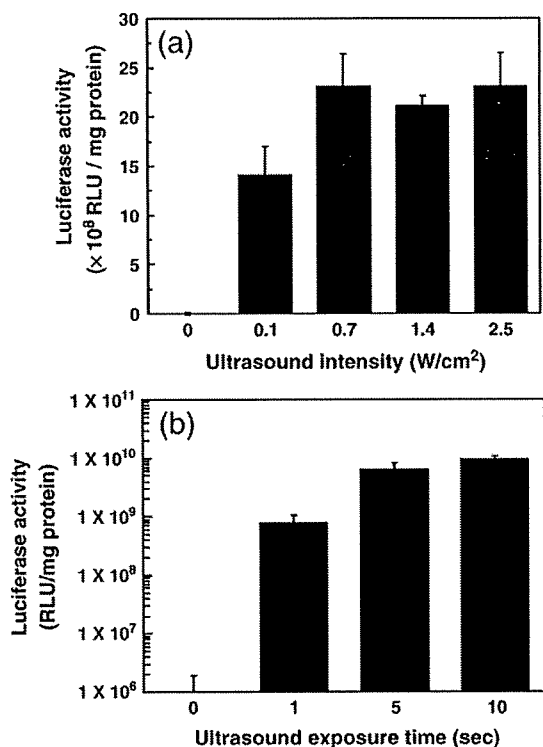 (a)
Luciferase activity
(× 10⁸ RLU / mg protein)
30
25
20
15
10
5
0
0 0.1 0.7 1.4 2.5
Ultrasound intensity (W/cm²)
(b)
Luciferase activity
(RLU/mg protein)
1 X 10¹¹
1 X 10¹⁰
1 X 10⁹
1 X 10⁸
1 X 10⁷
1 X 10⁶
0 1 5 10
Ultrasound exposure time (sec)